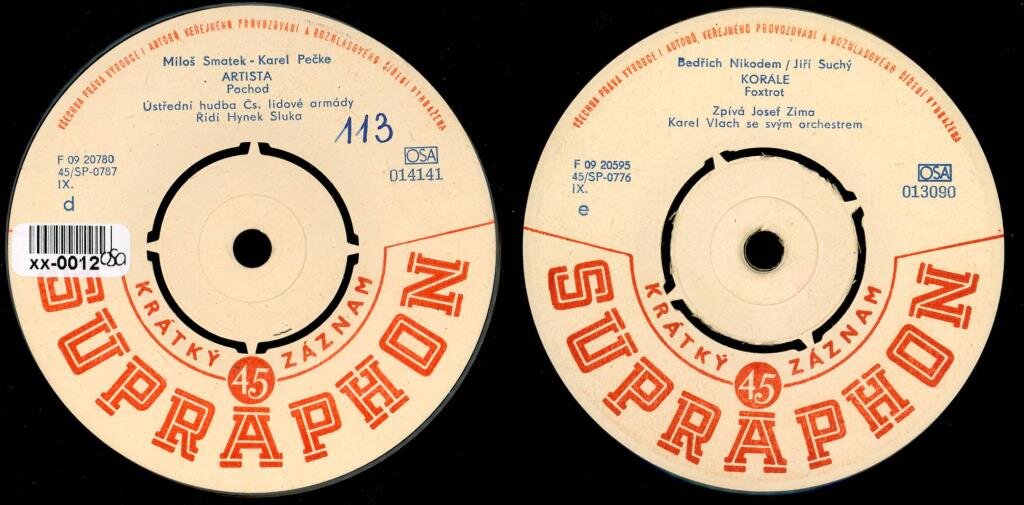 VŠECHNA PRÁVA VÝROBCE I AUTORŮ, VEŘEJNÉHO PROVOZOVÁNÍ A ROZHLASOVÉHO ŠÍŘENÍ VYHRAŽENA
Miloš Smatek - Karel Pečke
ARTISTA
Pochod
Ústřední hudba Čs. lidové armády
Řídí Hynek Sluka
113
F 09 20780
45/SP-0787
IX.
d
OSA
014141
xx-0012
KRÁTKÝ 45 ZÁZNAM
SUPRAPHON
VŠECHNA PRÁVA VÝROBCE I AUTORŮ, VEŘEJNÉHO PROVOZOVÁNÍ A ROZHLASOVÉHO ŠÍŘENÍ VYHRAŽENA
Bedřich Nikodem / Jiří Suchý
KORÁLE
Foxtrot
Zpívá Josef Zíma
Karel Vlach se svým orchestrem
F 09 20595
45/SP-0776
IX.
e
OSA
013090
KRÁTKÝ 45 ZÁZNAM
SUPRAPHON